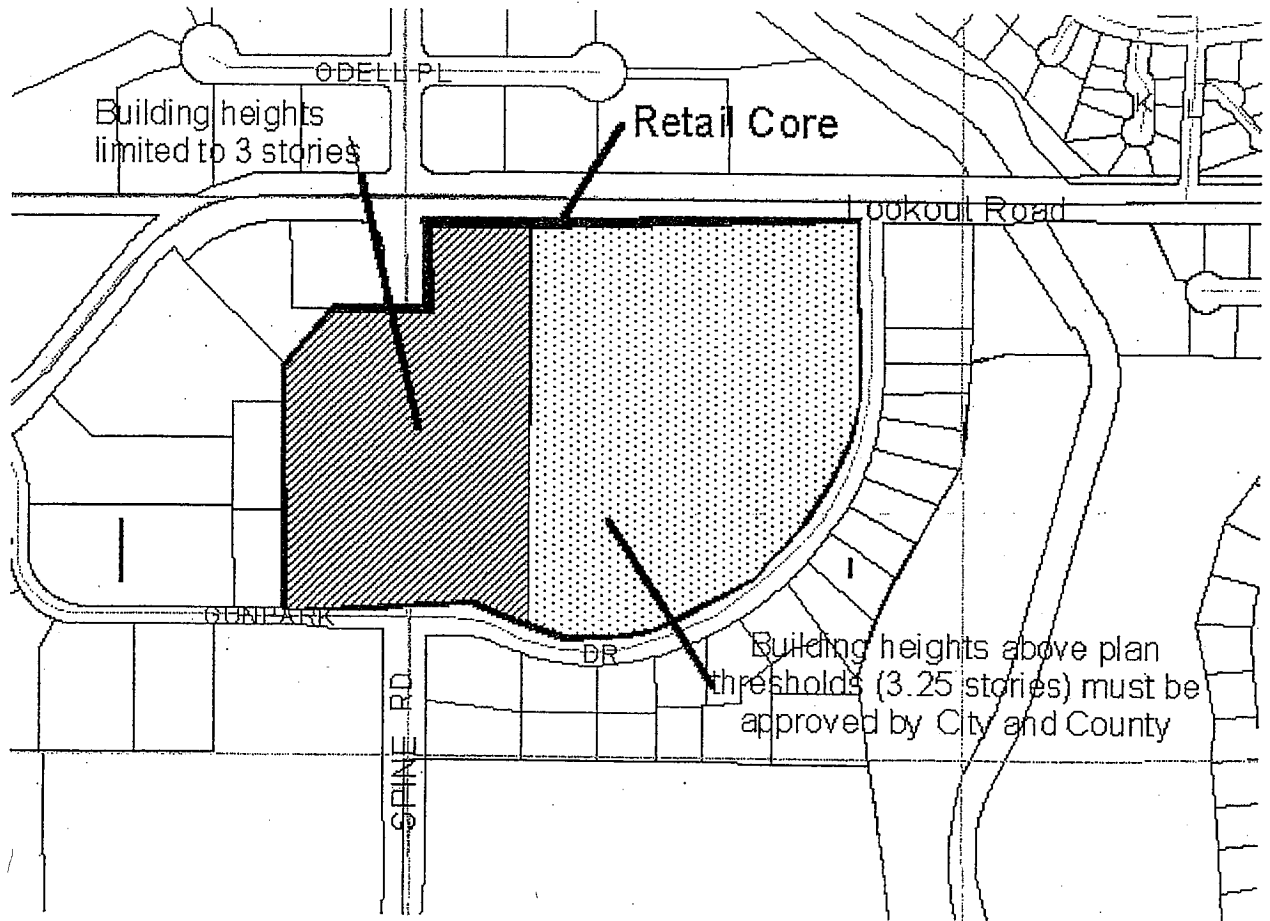 ODELL PL
Building heights
limited to 3 stories
Retail Core
Lookout Road
GUNPARK
DR
SPINE RD
Building heights above plan
thresholds (3.25 stories) must be
approved by City and County